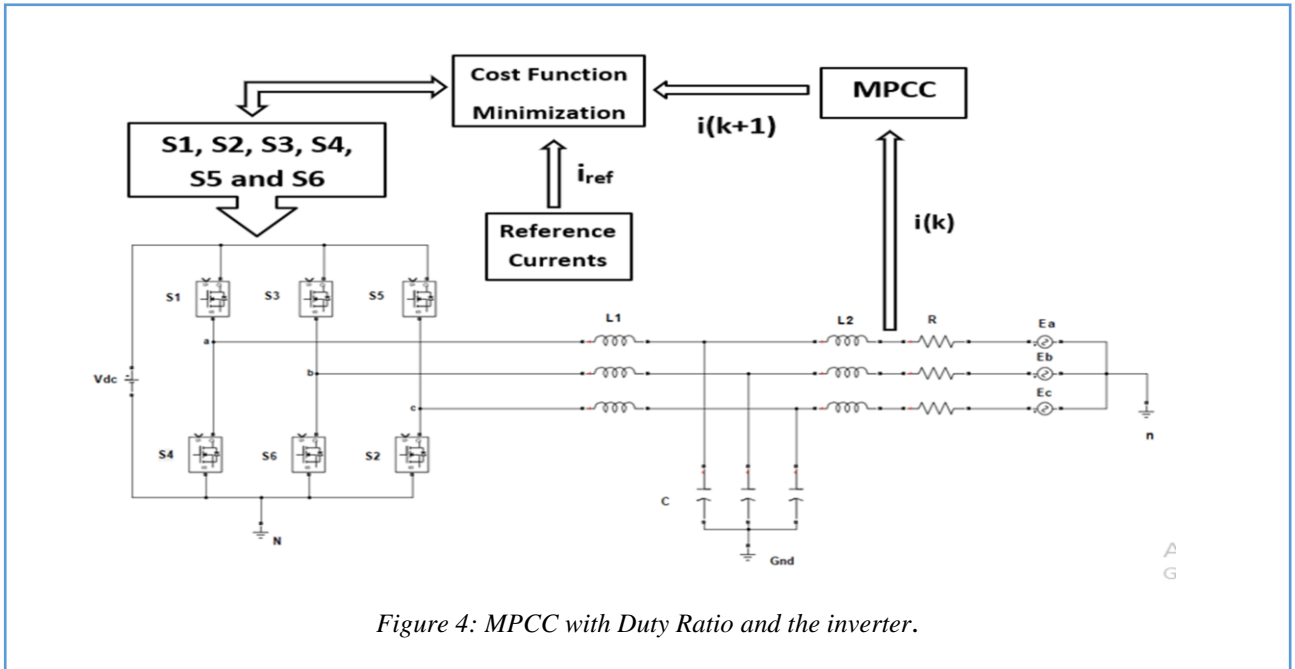 Cost Function
Minimization
MPCC
i(k+1)
S1, S2, S3, S4,
S5 and S6
iref
Reference
Currents
i(k)
S1
S3
S5
L1
L2
R
Ea
a
Eb
Vdc
b
Ec
c
n
S4
S6
S2
C
N
Gnd
A
G
Figure 4: MPCC with Duty Ratio and the inverter.